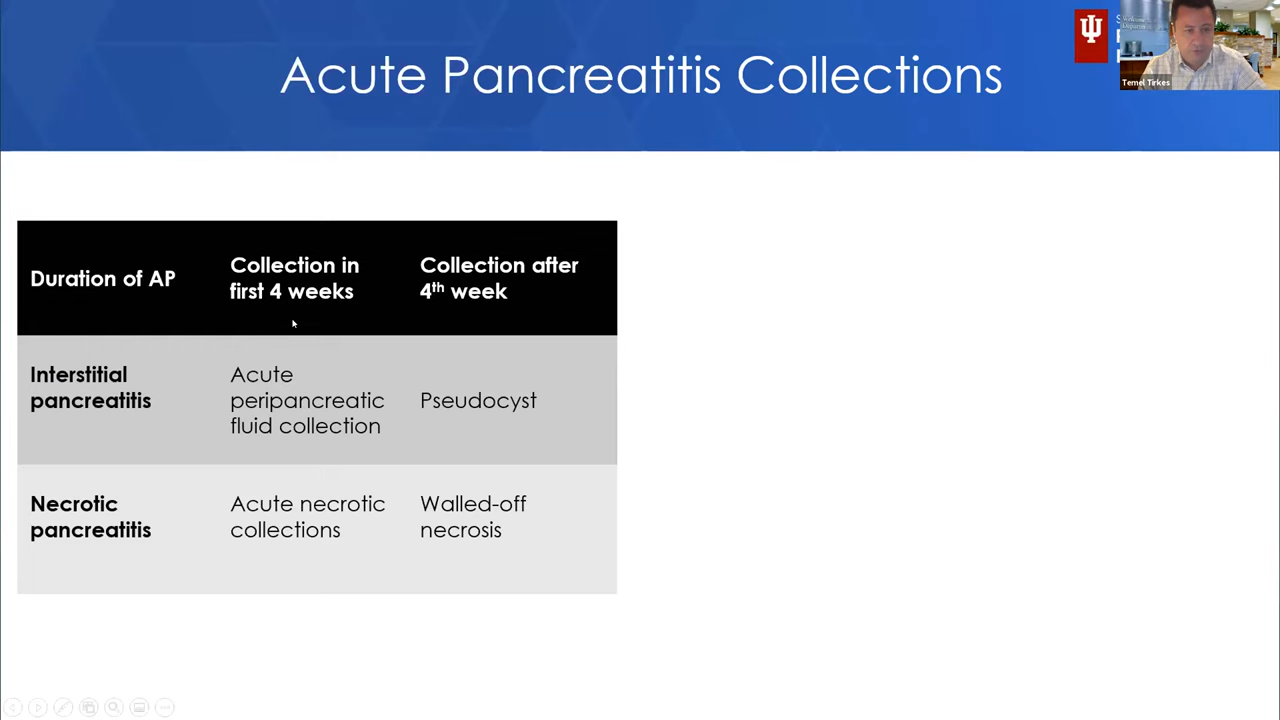 Acute Pancreatitis Collections
Temel Tirkes
Duration of AP
Collection in
first 4 weeks
Collection after
4th week
Interstitial
pancreatitis
Acute
peripancreatic
fluid collection
Pseudocyst
Necrotic
pancreatitis
Acute necrotic
collections
Walled-off
necrosis